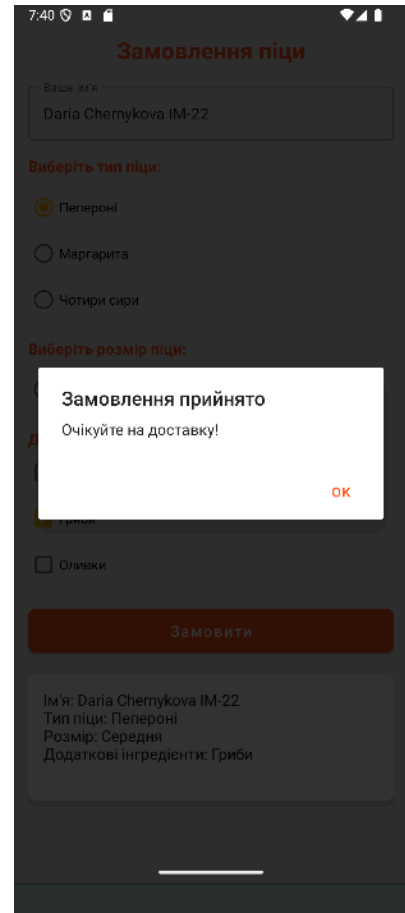 7:40
Замовлення піци
Ваше ім'я
Daria Chernykova IM-22
Виберіть тип піци:
Пепероні
Маргарита
Чотири сири
Виберіть розмір піци:
Замовлення прийнято
Очікуйте на доставку!
OK
Гриби
Оливки
Замовити
Ім'я: Daria Chernykova IM-22
Тип піци: Пепероні
Розмір: Середня
Додаткові інгредієнти: Гриби